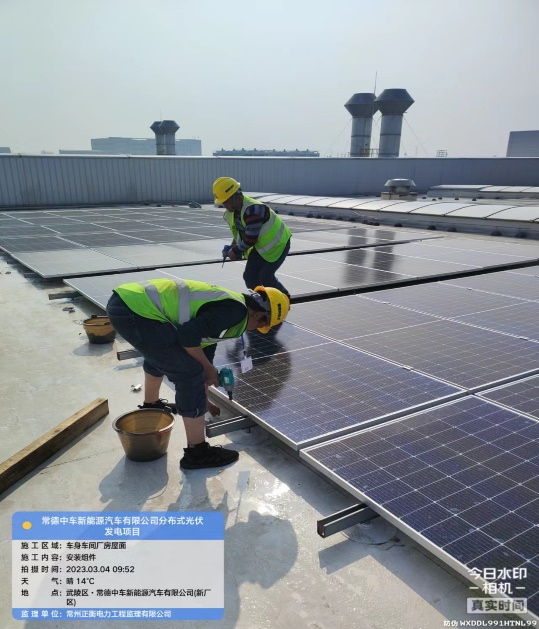 常德中车新能源汽车有限公司分布式光伏
发电项目
施工区域：车身车间厂房屋面
施工内容：安装组件
拍摄时间：2023.03.04 09:52
天　气：晴 14℃
地　点：武陵区·常德中车新能源汽车有限公司(新厂
区)
监理单位：常州正衡电力工程监理有限公司
今日水印
相机
真实时间
防伪 WXDDL991HTNL99